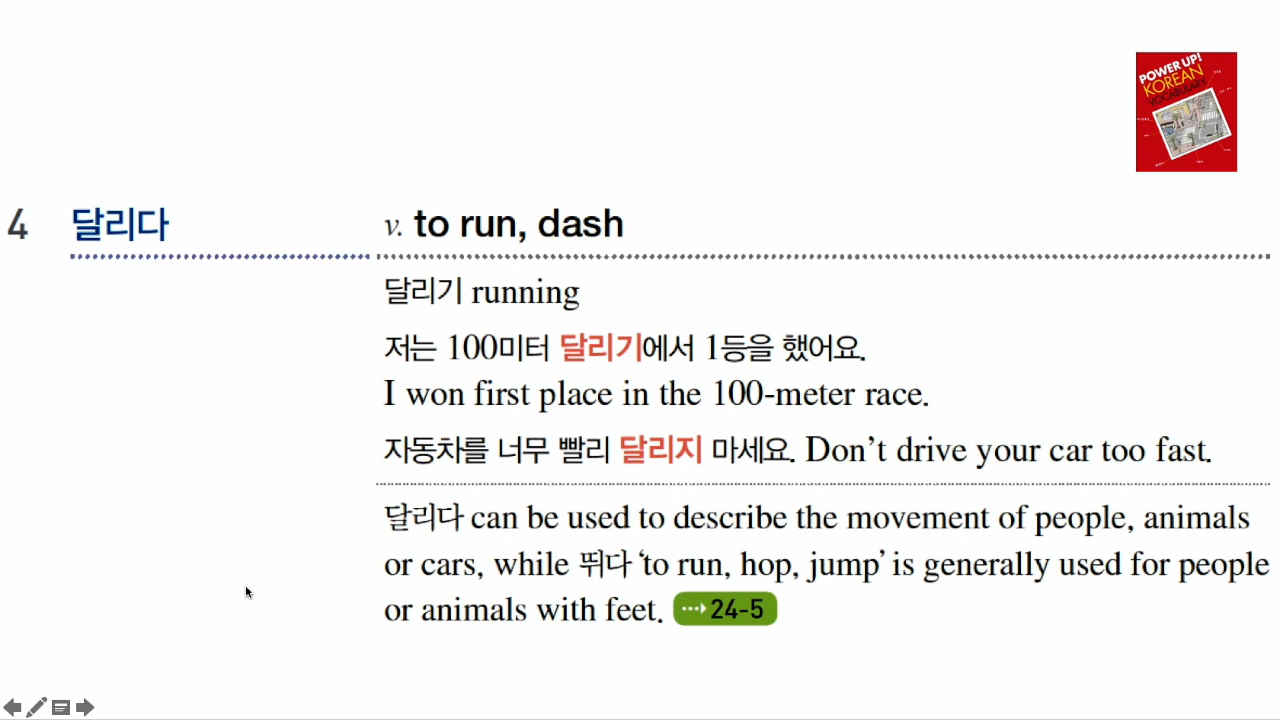 POWER UP!
KOREAN
VOCABULARY
4 달리다 v. to run, dash
달리기 running
저는 100미터 달리기에서 1등을 했어요.
I won first place in the 100-meter race.
자동차를 너무 빨리 달리지 마세요. Don’t drive your car too fast.
달리다 can be used to describe the movement of people, animals
or cars, while 뛰다 ‘to run, hop, jump’ is generally used for people
or animals with feet. 24-5